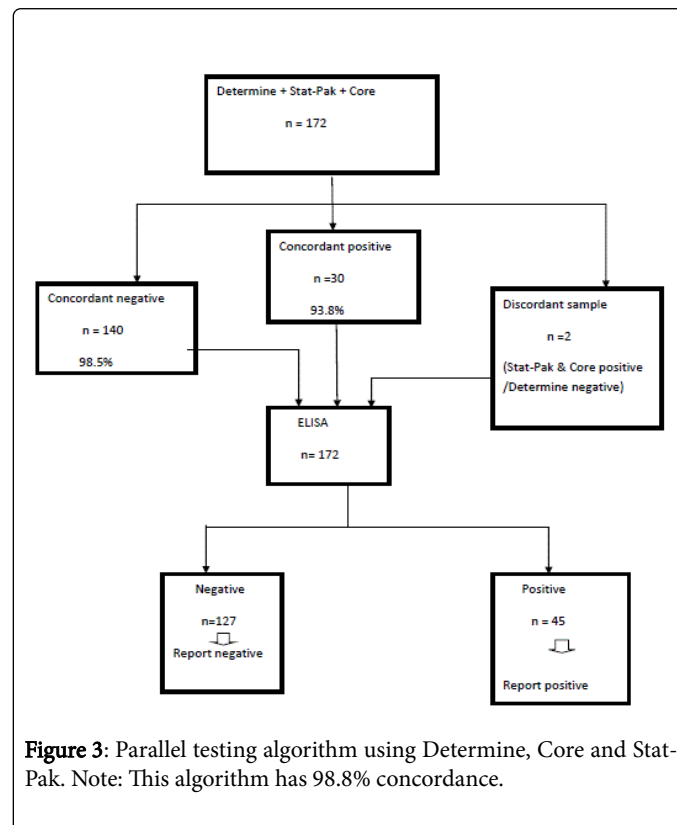 Determine + Stat-Pak + Core
n = 172
Concordant positive
n =30
93.8%
Concordant negative
n = 140
98.5%
Discordant sample
n =2
(Stat-Pak & Core positive
/Determine negative)
ELISA
n= 172
Negative
n=127
Report negative
Positive
n = 45
Report positive
Figure 3: Parallel testing algorithm using Determine, Core and Stat-
Pak. Note: This algorithm has 98.8% concordance.